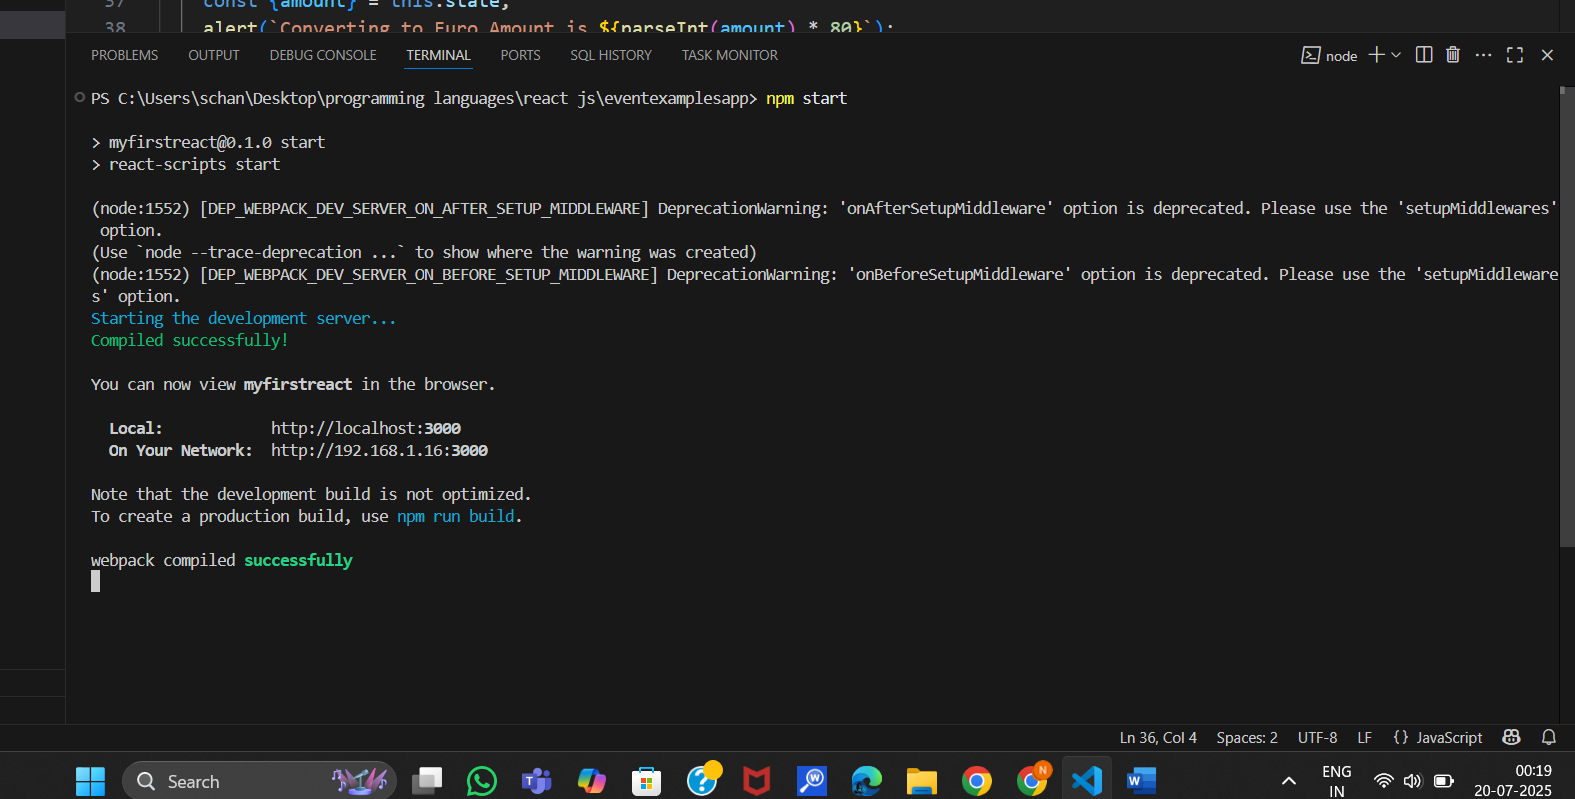 37 const {amount} = this.state;
38 alert(`Converting to Euro Amount is ${parseInt(amount) * 80}`);
PROBLEMS OUTPUT DEBUG CONSOLE TERMINAL PORTS SQL HISTORY TASK MONITOR node
PS C:\Users\schan\Desktop\programming languages\react js\eventexamplesapp> npm start
> myfirstreact@0.1.0 start
> react-scripts start
(node:1552) [DEP_WEBPACK_DEV_SERVER_ON_AFTER_SETUP_MIDDLEWARE] DeprecationWarning: 'onAfterSetupMiddleware' option is deprecated. Please use the 'setupMiddlewares'
option.
(Use `node --trace-deprecation ...` to show where the warning was created)
(node:1552) [DEP_WEBPACK_DEV_SERVER_ON_BEFORE_SETUP_MIDDLEWARE] DeprecationWarning: 'onBeforeSetupMiddleware' option is deprecated. Please use the 'setupMiddleware
s' option.
Starting the development server...
Compiled successfully!
You can now view myfirstreact in the browser.
Local: http://localhost:3000
On Your Network: http://192.168.1.16:3000
Note that the development build is not optimized.
To create a production build, use npm run build.
webpack compiled successfully
Ln 36, Col 4 Spaces: 2 UTF-8 LF {} JavaScript
Search
ENG
IN
00:19
20-07-2025